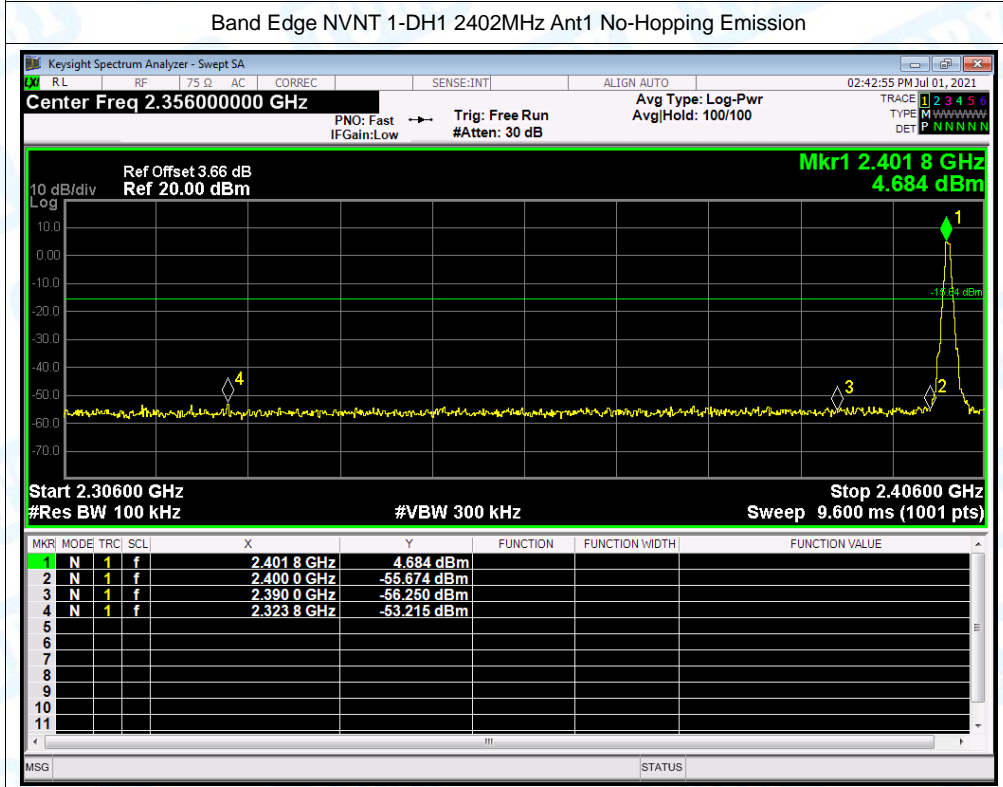 Band Edge NVNT 1-DH1 2402MHz Ant1 No-Hopping Emission
Keysight Spectrum Analyzer - Swept SA
LXI RL RF 75 Ω AC CORREC SENSE:INT ALIGN AUTO 02:42:55 PM Jul 01, 2021
Center Freq 2.356000000 GHz
PNO: Fast
IFGain:Low
Trig: Free Run
#Atten: 30 dB
Avg Type: Log-Pwr
Avg|Hold: 100/100
TRACE 1 2 3 4 5 6
TYPE M WWWWW
DET P N N N N N
Mkr1 2.401 8 GHz
4.684 dBm
Ref Offset 3.66 dB
10 dB/div Ref 20.00 dBm
Log
10.0
0.00
-10.0
-20.0
-30.0
-40.0
-50.0
-60.0
-70.0
1
-15.64 dBm
4
3
2
Start 2.30600 GHz Stop 2.40600 GHz
#Res BW 100 kHz #VBW 300 kHz Sweep 9.600 ms (1001 pts)
MKR MODE TRC SCL X Y FUNCTION FUNCTION WIDTH FUNCTION VALUE
1 N 1 f 2.401 8 GHz 4.684 dBm
2 N 1 f 2.400 0 GHz -55.674 dBm
3 N 1 f 2.390 0 GHz -56.250 dBm
4 N 1 f 2.323 8 GHz -53.215 dBm
5
6
7
8
9
10
11
MSG STATUS